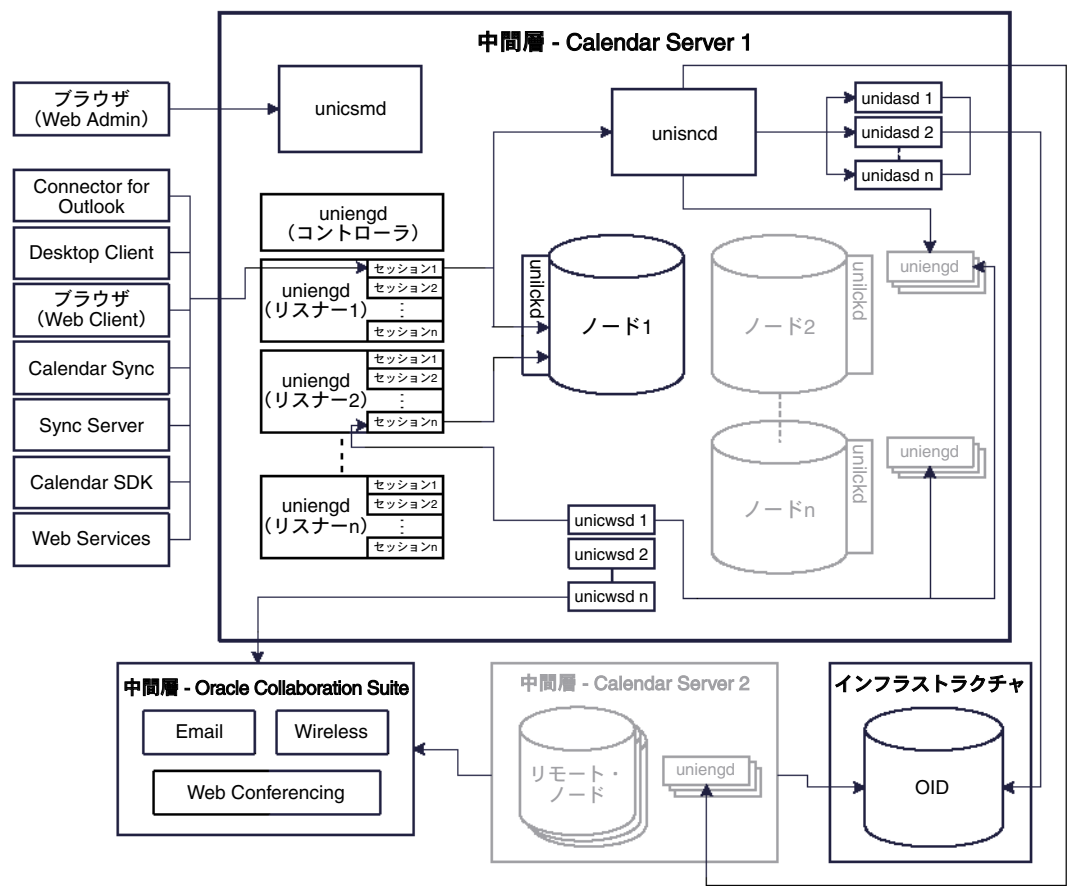 中間層 - Calendar Server 1
ブラウザ
（Web Admin）
unicsmd
unisncd
unidasd 1
unidasd 2
unidasd n
Connector for
Outlook
Desktop Client
ブラウザ
（Web Client）
Calendar Sync
Sync Server
Calendar SDK
Web Services
uniengd
（コントローラ）
uniengd
（リスナー1）
セッション1
セッション2
⋮
セッションn
uniengd
（リスナー2）
セッション1
セッション2
⋮
セッションn
uniengd
（リスナーn）
セッション1
セッション2
⋮
セッションn
unilckd
ノード1
ノード2
unilckd
uniengd
ノードn
unilckd
uniengd
unicwsd 1
unicwsd 2
unicwsd n
中間層 - Oracle Collaboration Suite
Email
Wireless
Web Conferencing
中間層 - Calendar Server 2
リモート・
ノード
uniengd
インフラストラクチャ
OID